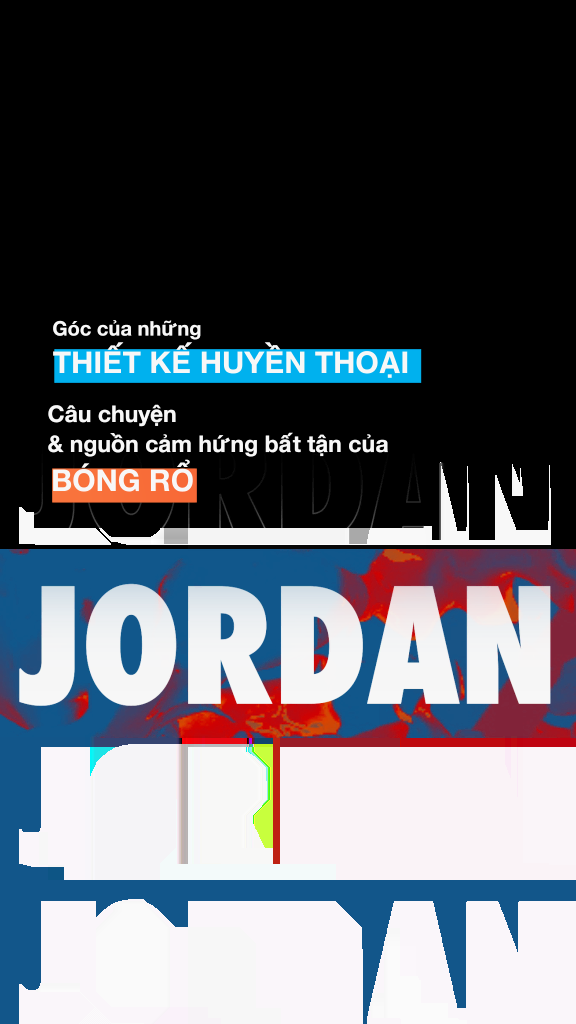 Góc của những
THIẾT KẾ HUYỀN THOẠI
Câu chuyện
& nguồn cảm hứng bất tận của
BÓNG RỔ
JORDAN
JORDAN
JORDAN